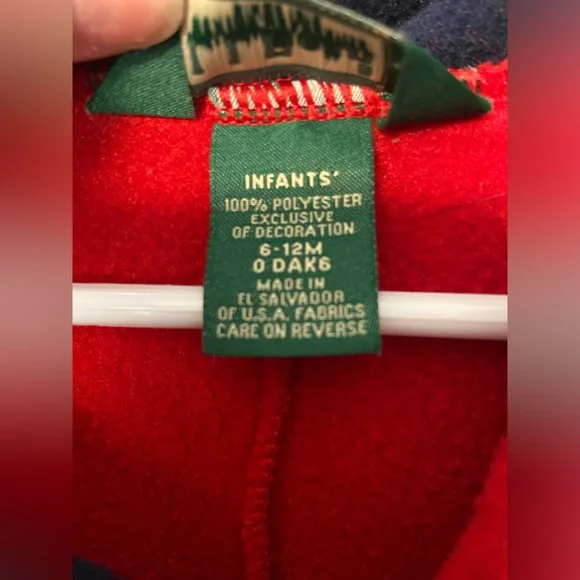 INFANTS'
100% POLYESTER
EXCLUSIVE
OF DECORATION
6-12M
0 DAK6
MADE IN
EL SALVADOR
OF U.S.A. FABRICS
CARE ON REVERSE